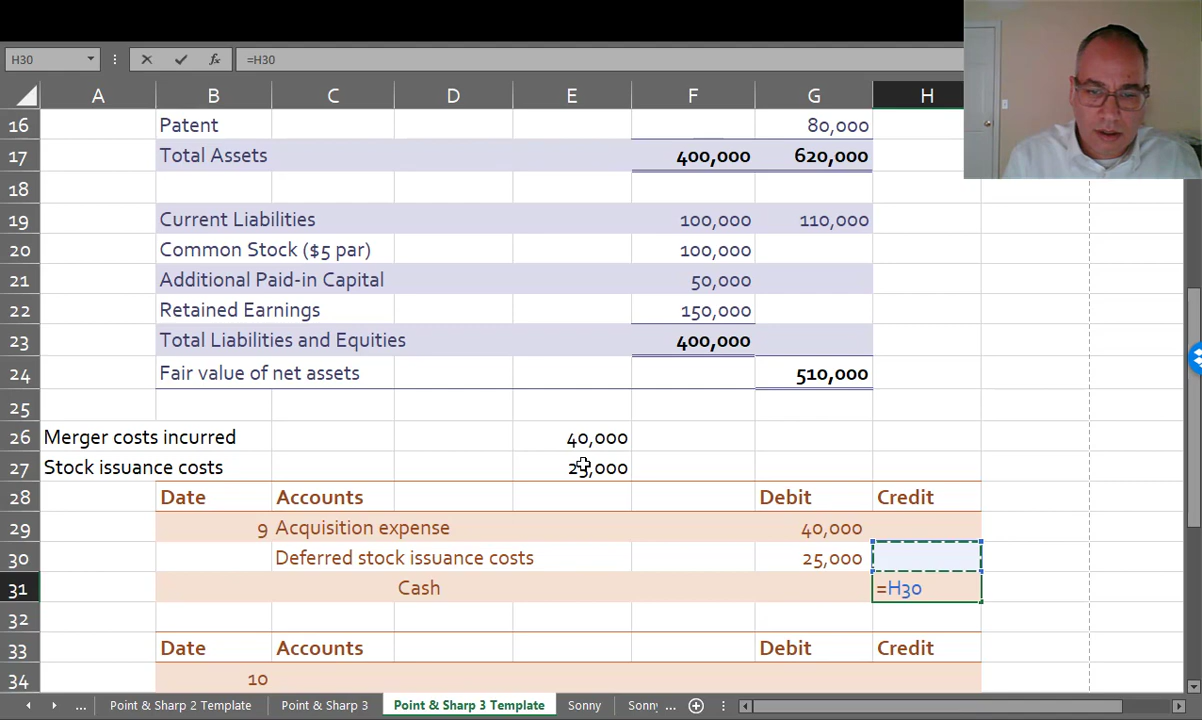 H30 =H30
A B C D E F G H
16 Patent 80,000
17 Total Assets 400,000 620,000
18
19 Current Liabilities 100,000 110,000
20 Common Stock ($5 par) 100,000
21 Additional Paid-in Capital 50,000
22 Retained Earnings 150,000
23 Total Liabilities and Equities 400,000
24 Fair value of net assets 510,000
25
26 Merger costs incurred 40,000
27 Stock issuance costs 25,000
28 Date Accounts Debit Credit
29 9 Acquisition expense 40,000
30 Deferred stock issuance costs 25,000
31 Cash =H30
32
33 Date Accounts Debit Credit
34 10
... Point & Sharp 2 Template Point & Sharp 3 Point & Sharp 3 Template Sonny Sonny ...